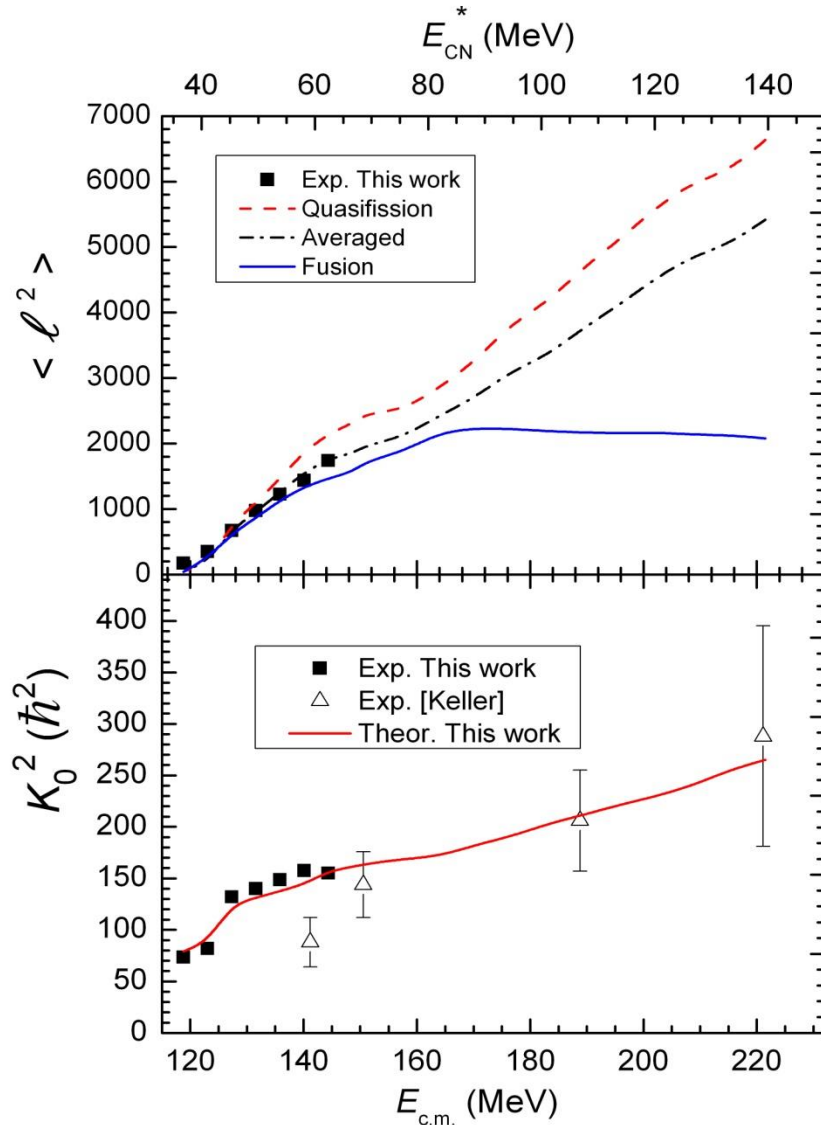 E_CN^* (MeV)
40 60 80 100 120 140
7000
6000
5000
4000
3000
2000
1000
0
< ℓ² >
Exp. This work
Quasifission
Averaged
Fusion
400
350
300
250
200
150
100
50
0
K₀² (ℏ²)
Exp. This work
Exp. [Keller]
Theor. This work
120 140 160 180 200 220
E_c.m. (MeV)